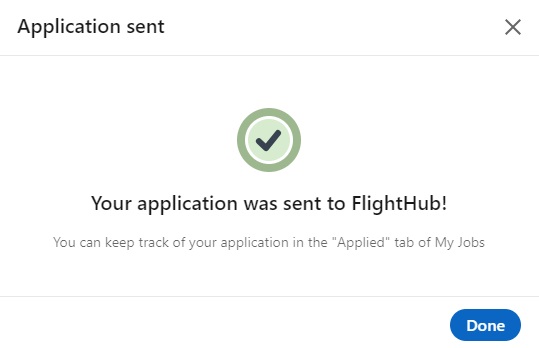 Application sent
Your application was sent to FlightHub!
You can keep track of your application in the "Applied" tab of My Jobs
Done